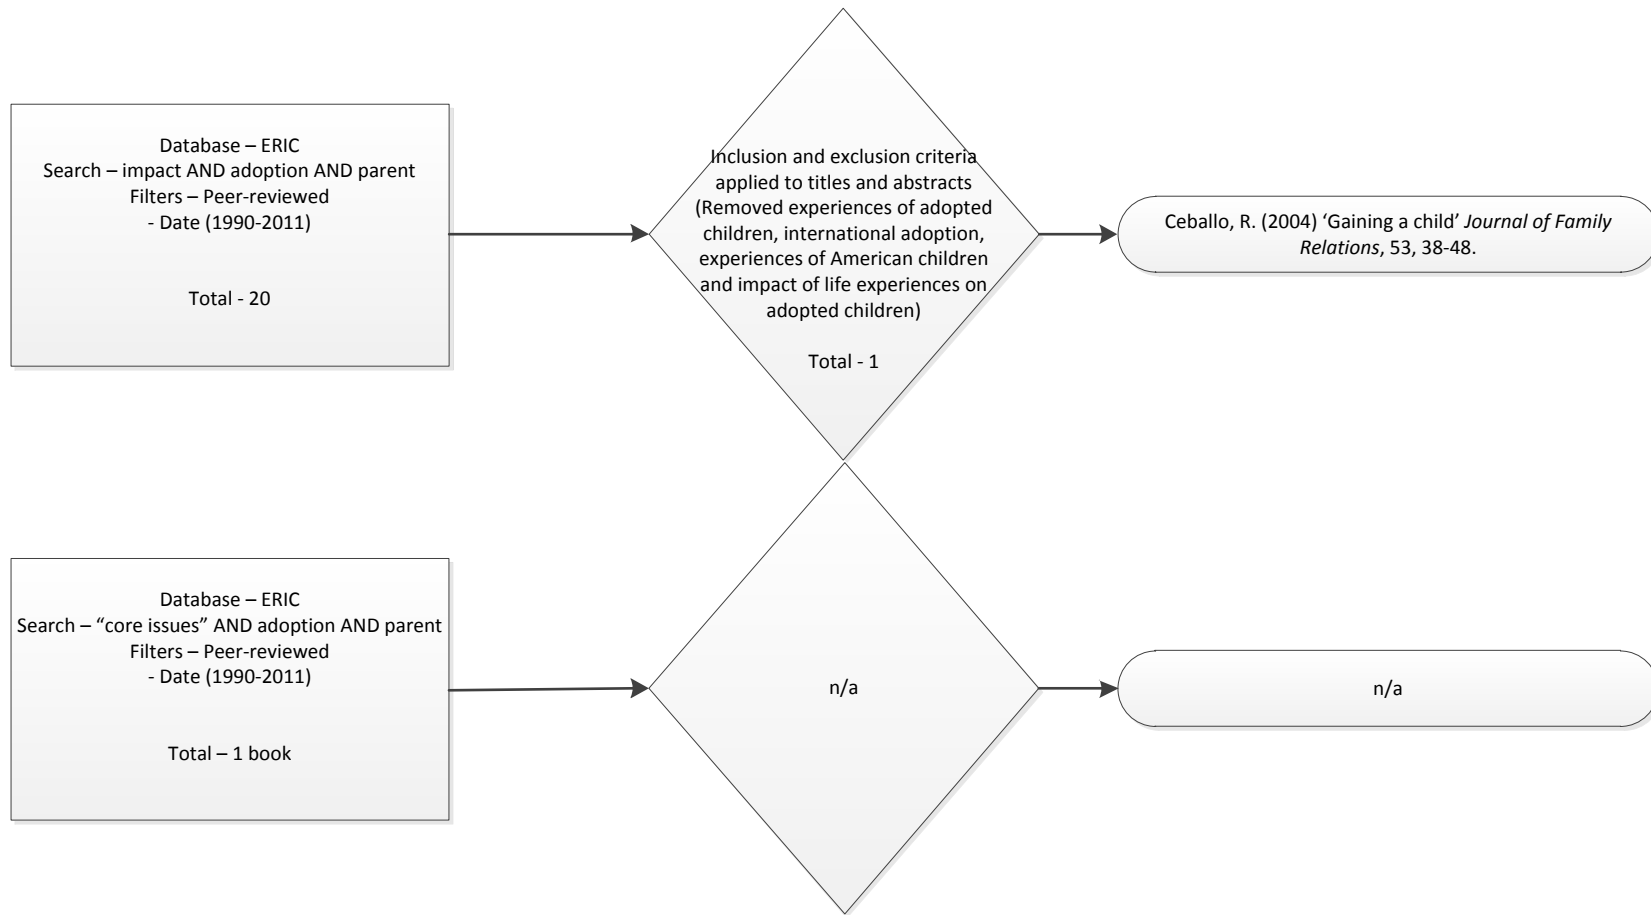 Database – ERIC
Search – impact AND adoption AND parent
Filters – Peer-reviewed
- Date (1990-2011)
Total - 20
Inclusion and exclusion criteria
applied to titles and abstracts
(Removed experiences of adopted
children, international adoption,
experiences of American children
and impact of life experiences on
adopted children)
Total - 1
Ceballo, R. (2004) ‘Gaining a child’ Journal of Family
Relations, 53, 38-48.
Database – ERIC
Search – “core issues” AND adoption AND parent
Filters – Peer-reviewed
- Date (1990-2011)
Total – 1 book
n/a
n/a